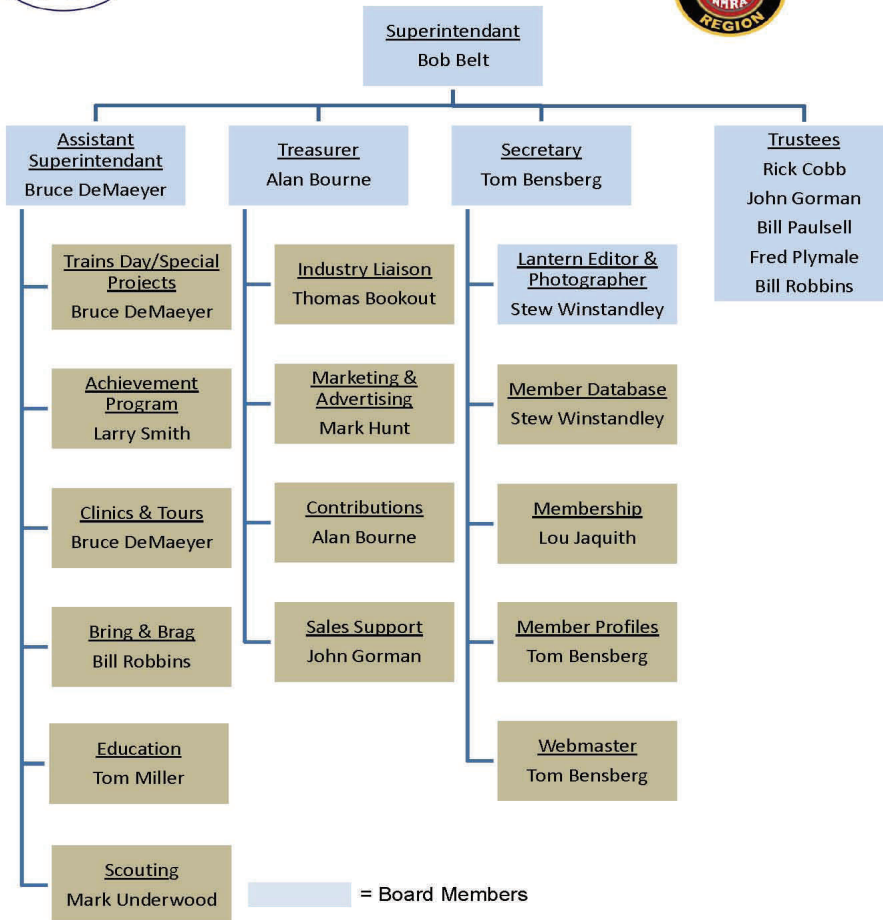 NMRA
REGION
Superintendant
Bob Belt
Assistant
Superintendant
Bruce DeMaeyer
Treasurer
Alan Bourne
Secretary
Tom Bensberg
Trustees
Rick Cobb
John Gorman
Bill Paulsell
Fred Plymale
Bill Robbins
Trains Day/Special
Projects
Bruce DeMaeyer
Achievement
Program
Larry Smith
Clinics & Tours
Bruce DeMaeyer
Bring & Brag
Bill Robbins
Education
Tom Miller
Scouting
Mark Underwood
Industry Liaison
Thomas Bookout
Marketing &
Advertising
Mark Hunt
Contributions
Alan Bourne
Sales Support
John Gorman
Lantern Editor &
Photographer
Stew Winstandley
Member Database
Stew Winstandley
Membership
Lou Jaquith
Member Profiles
Tom Bensberg
Webmaster
Tom Bensberg
= Board Members